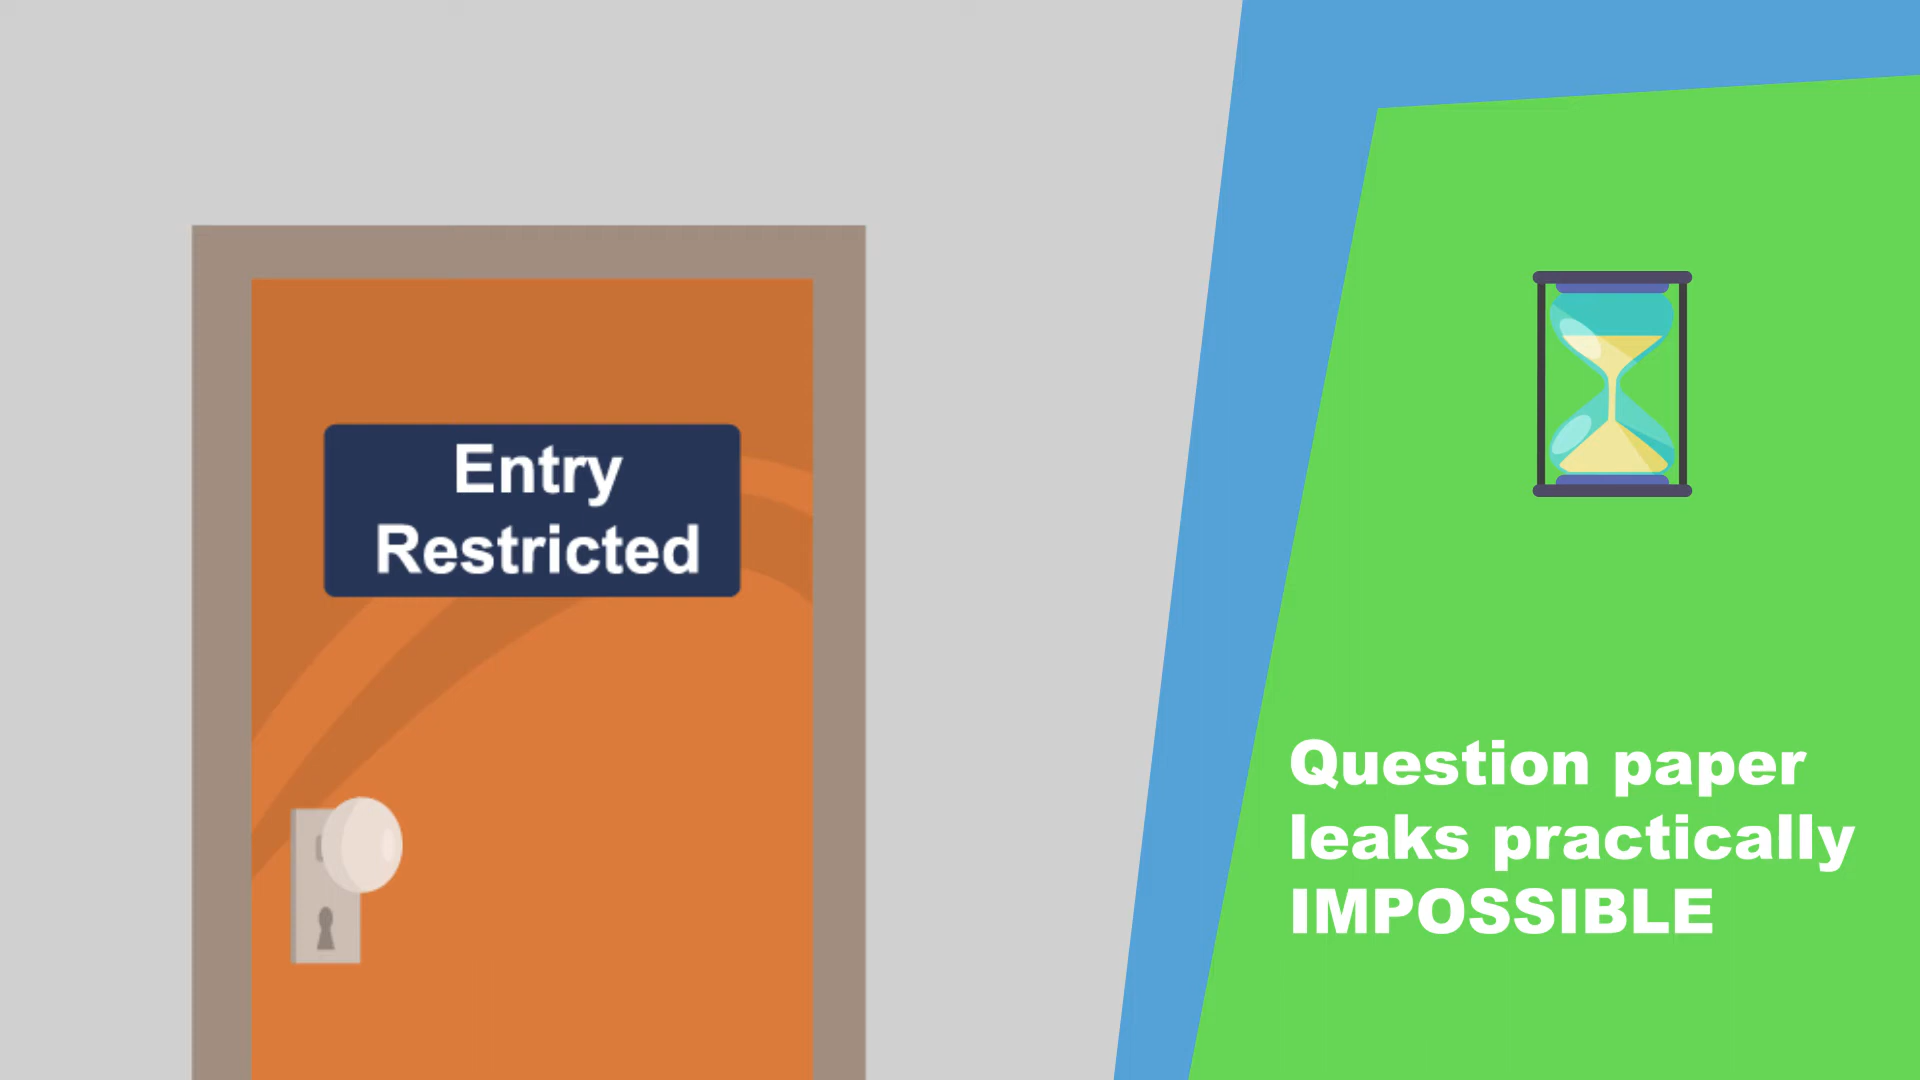 Entry
Restricted
Question paper
leaks practically
IMPOSSIBLE